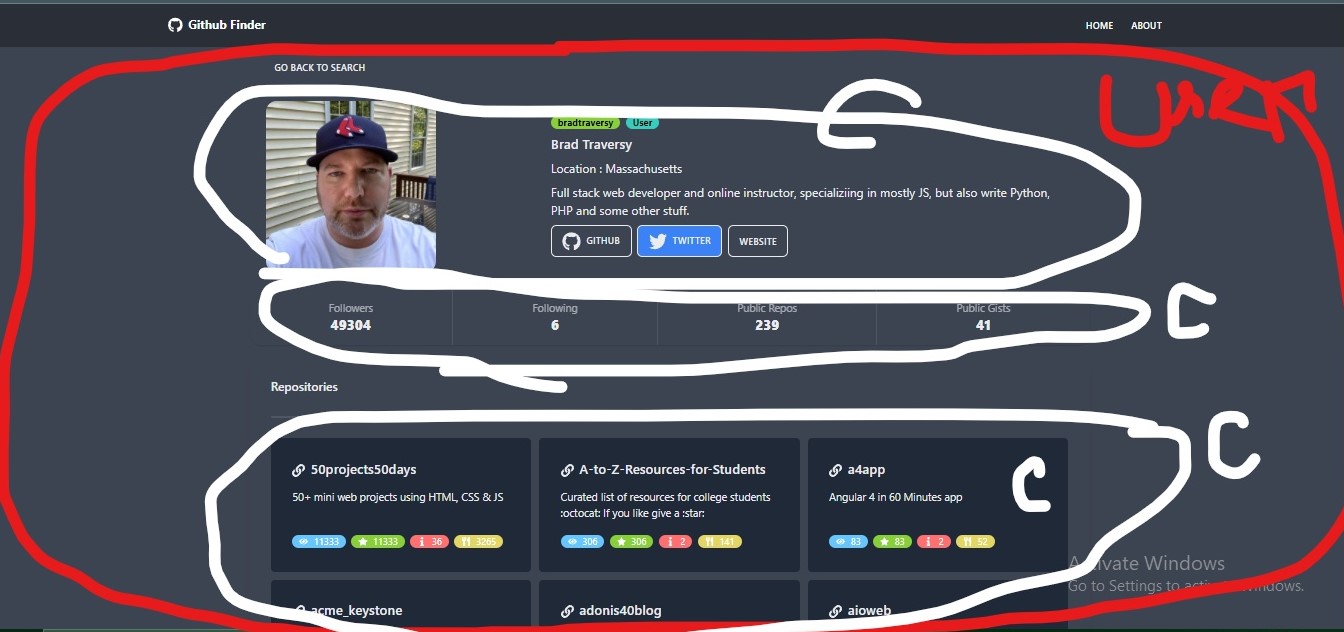 Github Finder
HOME ABOUT
GO BACK TO SEARCH
User
C
bradtraversy User
Brad Traversy
Location : Massachusetts
Full stack web developer and online instructor, specializiing in mostly JS, but also write Python,
PHP and some other stuff.
GITHUB TWITTER WEBSITE
Followers Following Public Repos Public Gists
49304 6 239 41
C
Repositories
C
50projects50days
50+ mini web projects using HTML, CSS & JS
11333 11333 36 3265
A-to-Z-Resources-for-Students
Curated list of resources for college students
:octocat: If you like give a :star:
306 306 2 141
a4app
C
Angular 4 in 60 Minutes app
83 83 2 52
Activate Windows
Go to Settings to activate Windows.
acme_keystone
adonis40blog
aioweb